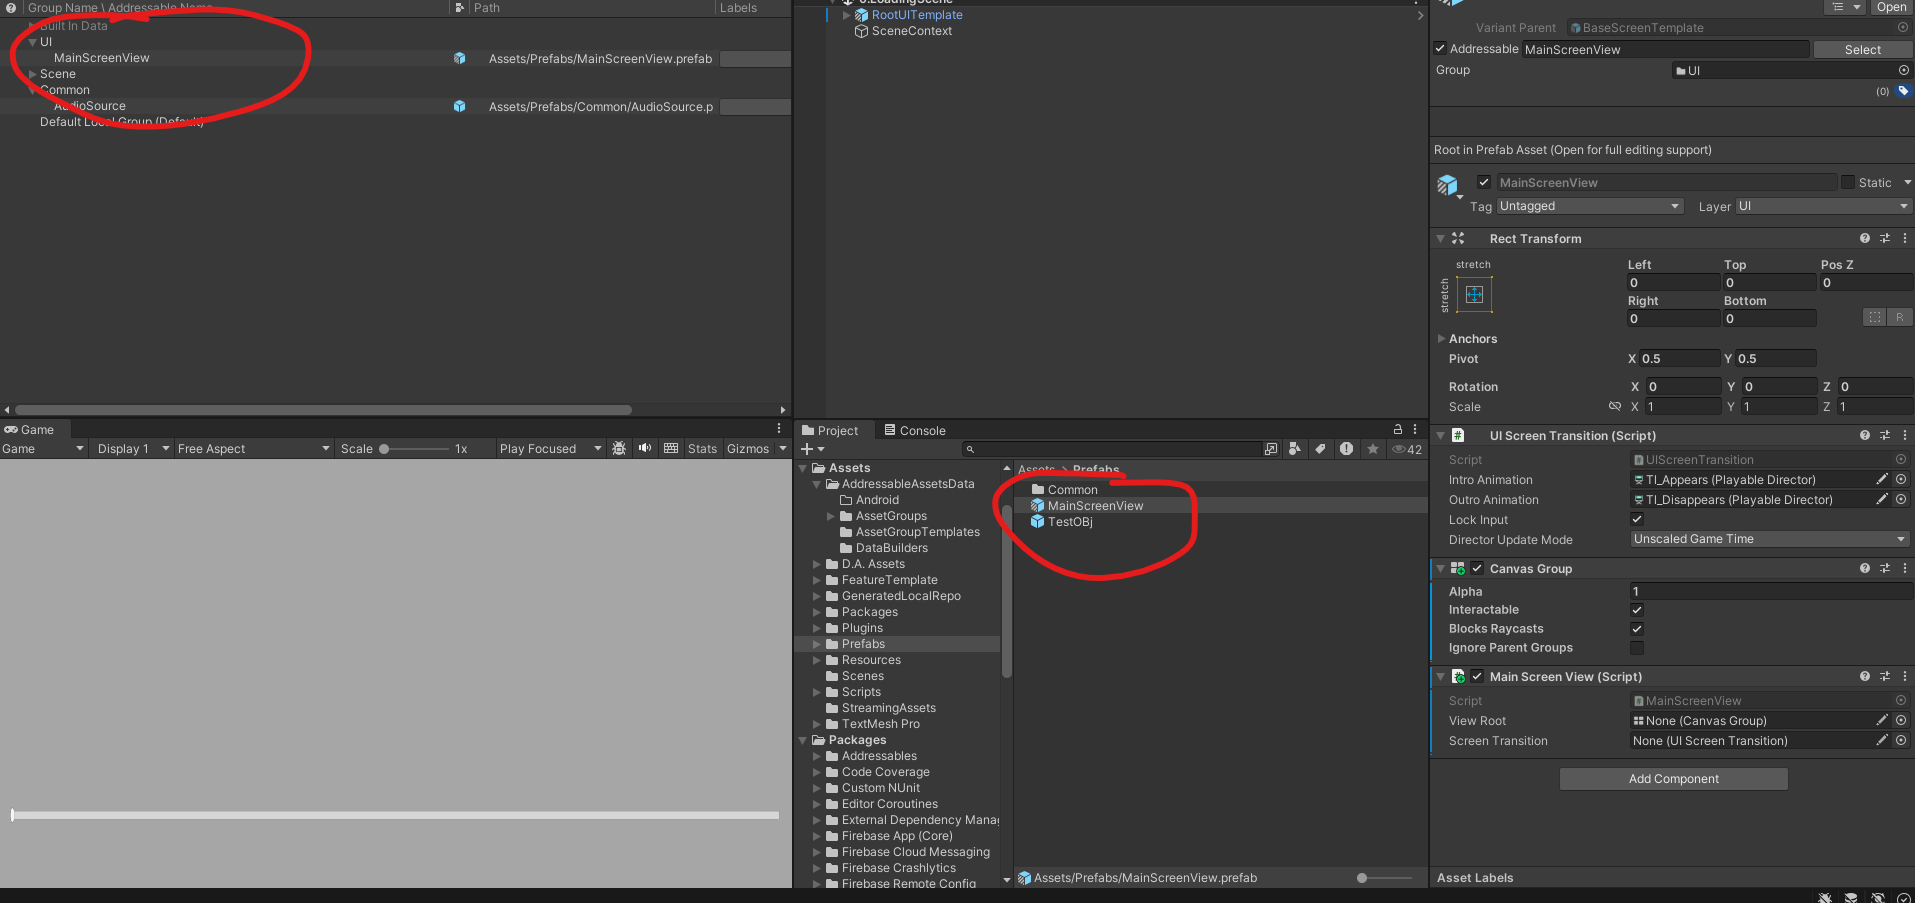 Group Name \ Addressable Name
Path
Labels
Built In Data
UI
MainScreenView
Assets/Prefabs/MainScreenView.prefab
Scene
Common
AudioSource
Assets/Prefabs/Common/AudioSource.p
Default Local Group (Default)
0.LoadingScene
RootUITemplate
SceneContext
Open
Variant Parent
BaseScreenTemplate
Addressable
MainScreenView
Select
Group
UI
(0)
Root in Prefab Asset (Open for full editing support)
MainScreenView
Static
Tag
Untagged
Layer
UI
Rect Transform
stretch
stretch
Left
Top
Pos Z
0
0
0
Right
Bottom
0
0
R
Anchors
Pivot
X 0.5
Y 0.5
Rotation
X 0
Y 0
Z 0
Scale
X 1
Y 1
Z 1
UI Screen Transition (Script)
Script
UIScreenTransition
Intro Animation
TI_Appears (Playable Director)
Outro Animation
TI_Disappears (Playable Director)
Lock Input
Director Update Mode
Unscaled Game Time
Canvas Group
Alpha
1
Interactable
Blocks Raycasts
Ignore Parent Groups
Main Screen View (Script)
Script
MainScreenView
View Root
None (Canvas Group)
Screen Transition
None (UI Screen Transition)
Add Component
Asset Labels
Game
Game
Display 1
Free Aspect
Scale
1x
Play Focused
Stats
Gizmos
Project
Console
42
Assets
AddressableAssetsData
Android
AssetGroups
AssetGroupTemplates
DataBuilders
D.A. Assets
FeatureTemplate
GeneratedLocalRepo
Packages
Plugins
Prefabs
Resources
Scenes
Scripts
StreamingAssets
TextMesh Pro
Packages
Addressables
Code Coverage
Custom NUnit
Editor Coroutines
External Dependency Mana
Firebase App (Core)
Firebase Cloud Messaging
Firebase Crashlytics
Firebase Remote Config
Assets > Prefabs
Common
MainScreenView
TestOBj
Assets/Prefabs/MainScreenView.prefab